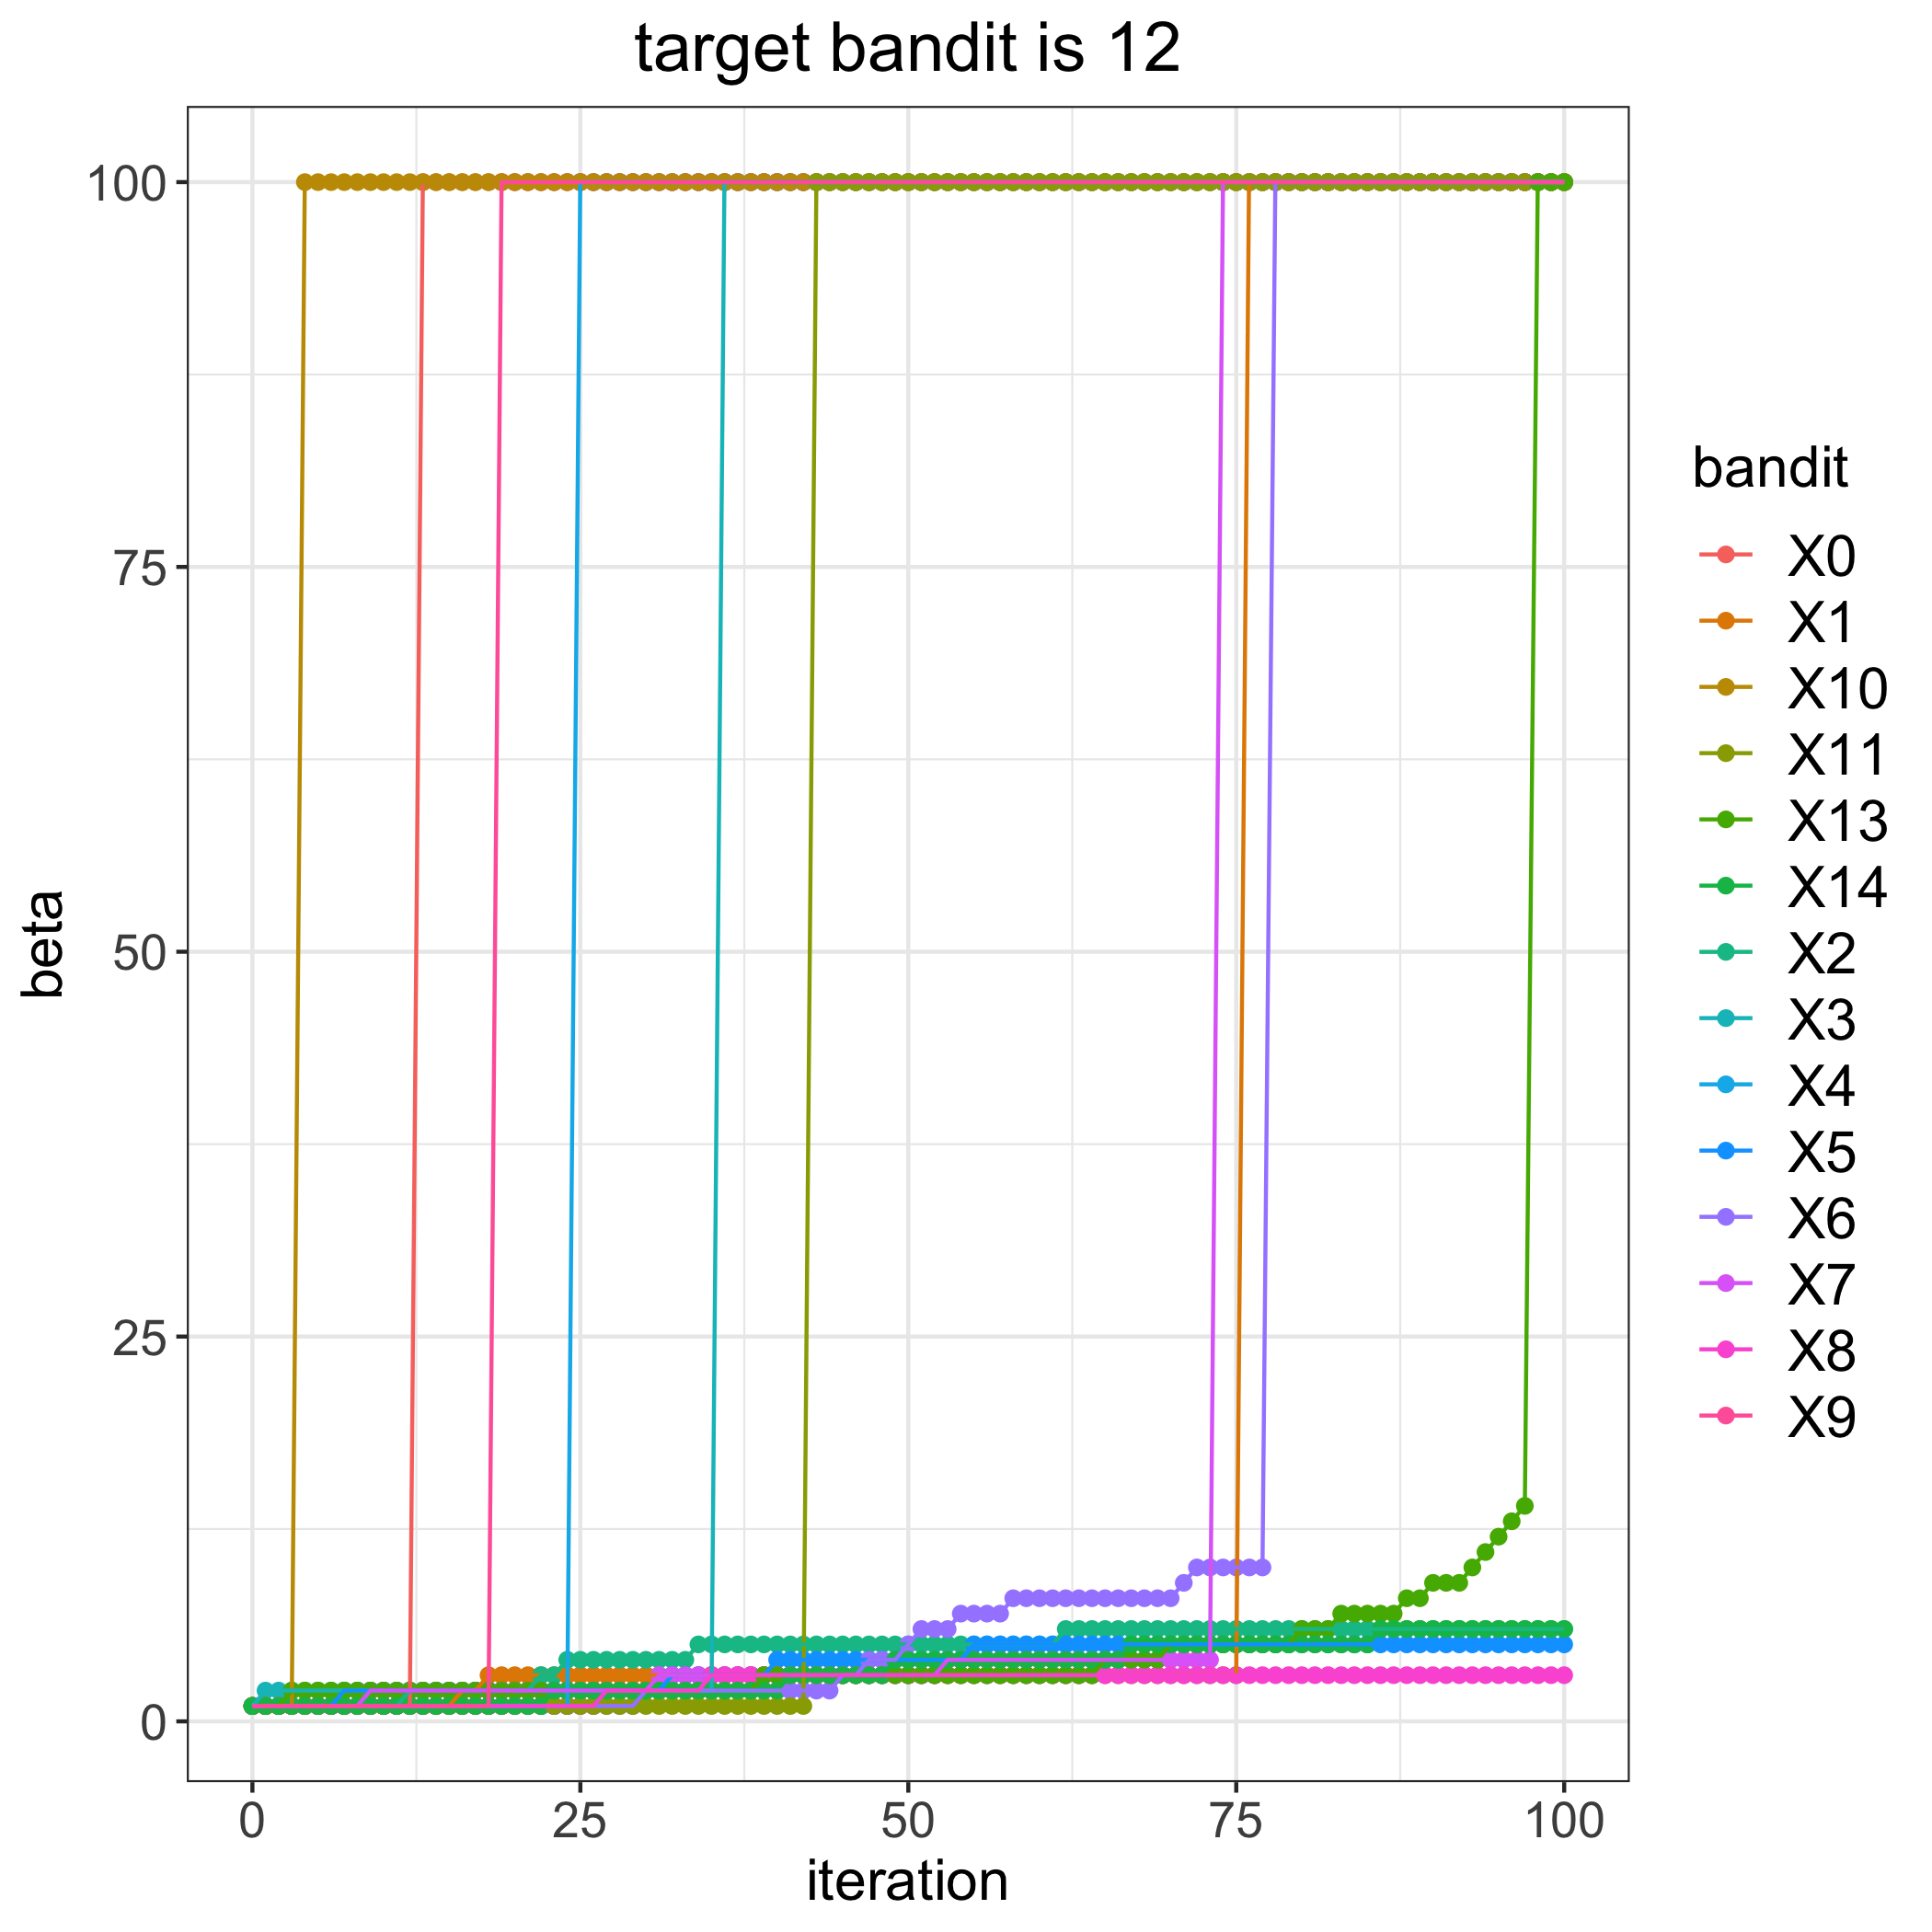 target bandit is 12
100
75
50
25
0
beta
0 25 50 75 100
iteration
bandit
X0
X1
X10
X11
X13
X14
X2
X3
X4
X5
X6
X7
X8
X9